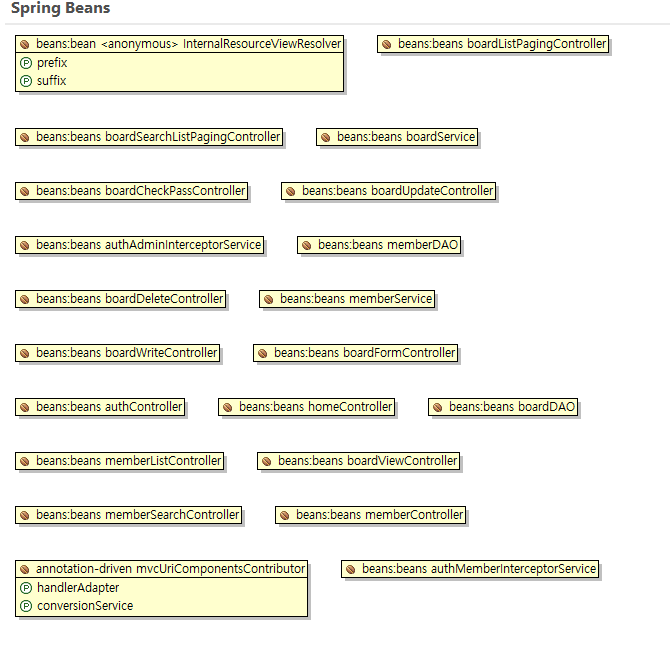 Spring Beans
beans:bean <anonymous> InternalResourceViewResolver
prefix
suffix
beans:beans boardListPagingController
beans:beans boardSearchListPagingController
beans:beans boardService
beans:beans boardCheckPassController
beans:beans boardUpdateController
beans:beans authAdminInterceptorService
beans:beans memberDAO
beans:beans boardDeleteController
beans:beans memberService
beans:beans boardWriteController
beans:beans boardFormController
beans:beans authController
beans:beans homeController
beans:beans boardDAO
beans:beans memberListController
beans:beans boardViewController
beans:beans memberSearchController
beans:beans memberController
annotation-driven mvcUriComponentsContributor
handlerAdapter
conversionService
beans:beans authMemberInterceptorService